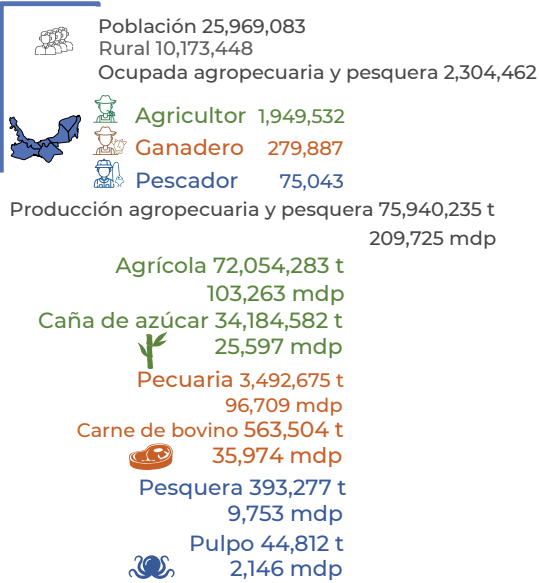 Población 25,969,083
Rural 10,173,448
Ocupada agropecuaria y pesquera 2,304,462
Agricultor 1,949,532
Ganadero 279,887
Pescador 75,043
Producción agropecuaria y pesquera 75,940,235 t
209,725 mdp
Agrícola 72,054,283 t
103,263 mdp
Caña de azúcar 34,184,582 t
25,597 mdp
Pecuaria 3,492,675 t
96,709 mdp
Carne de bovino 563,504 t
35,974 mdp
Pesquera 393,277 t
9,753 mdp
Pulpo 44,812 t
2,146 mdp